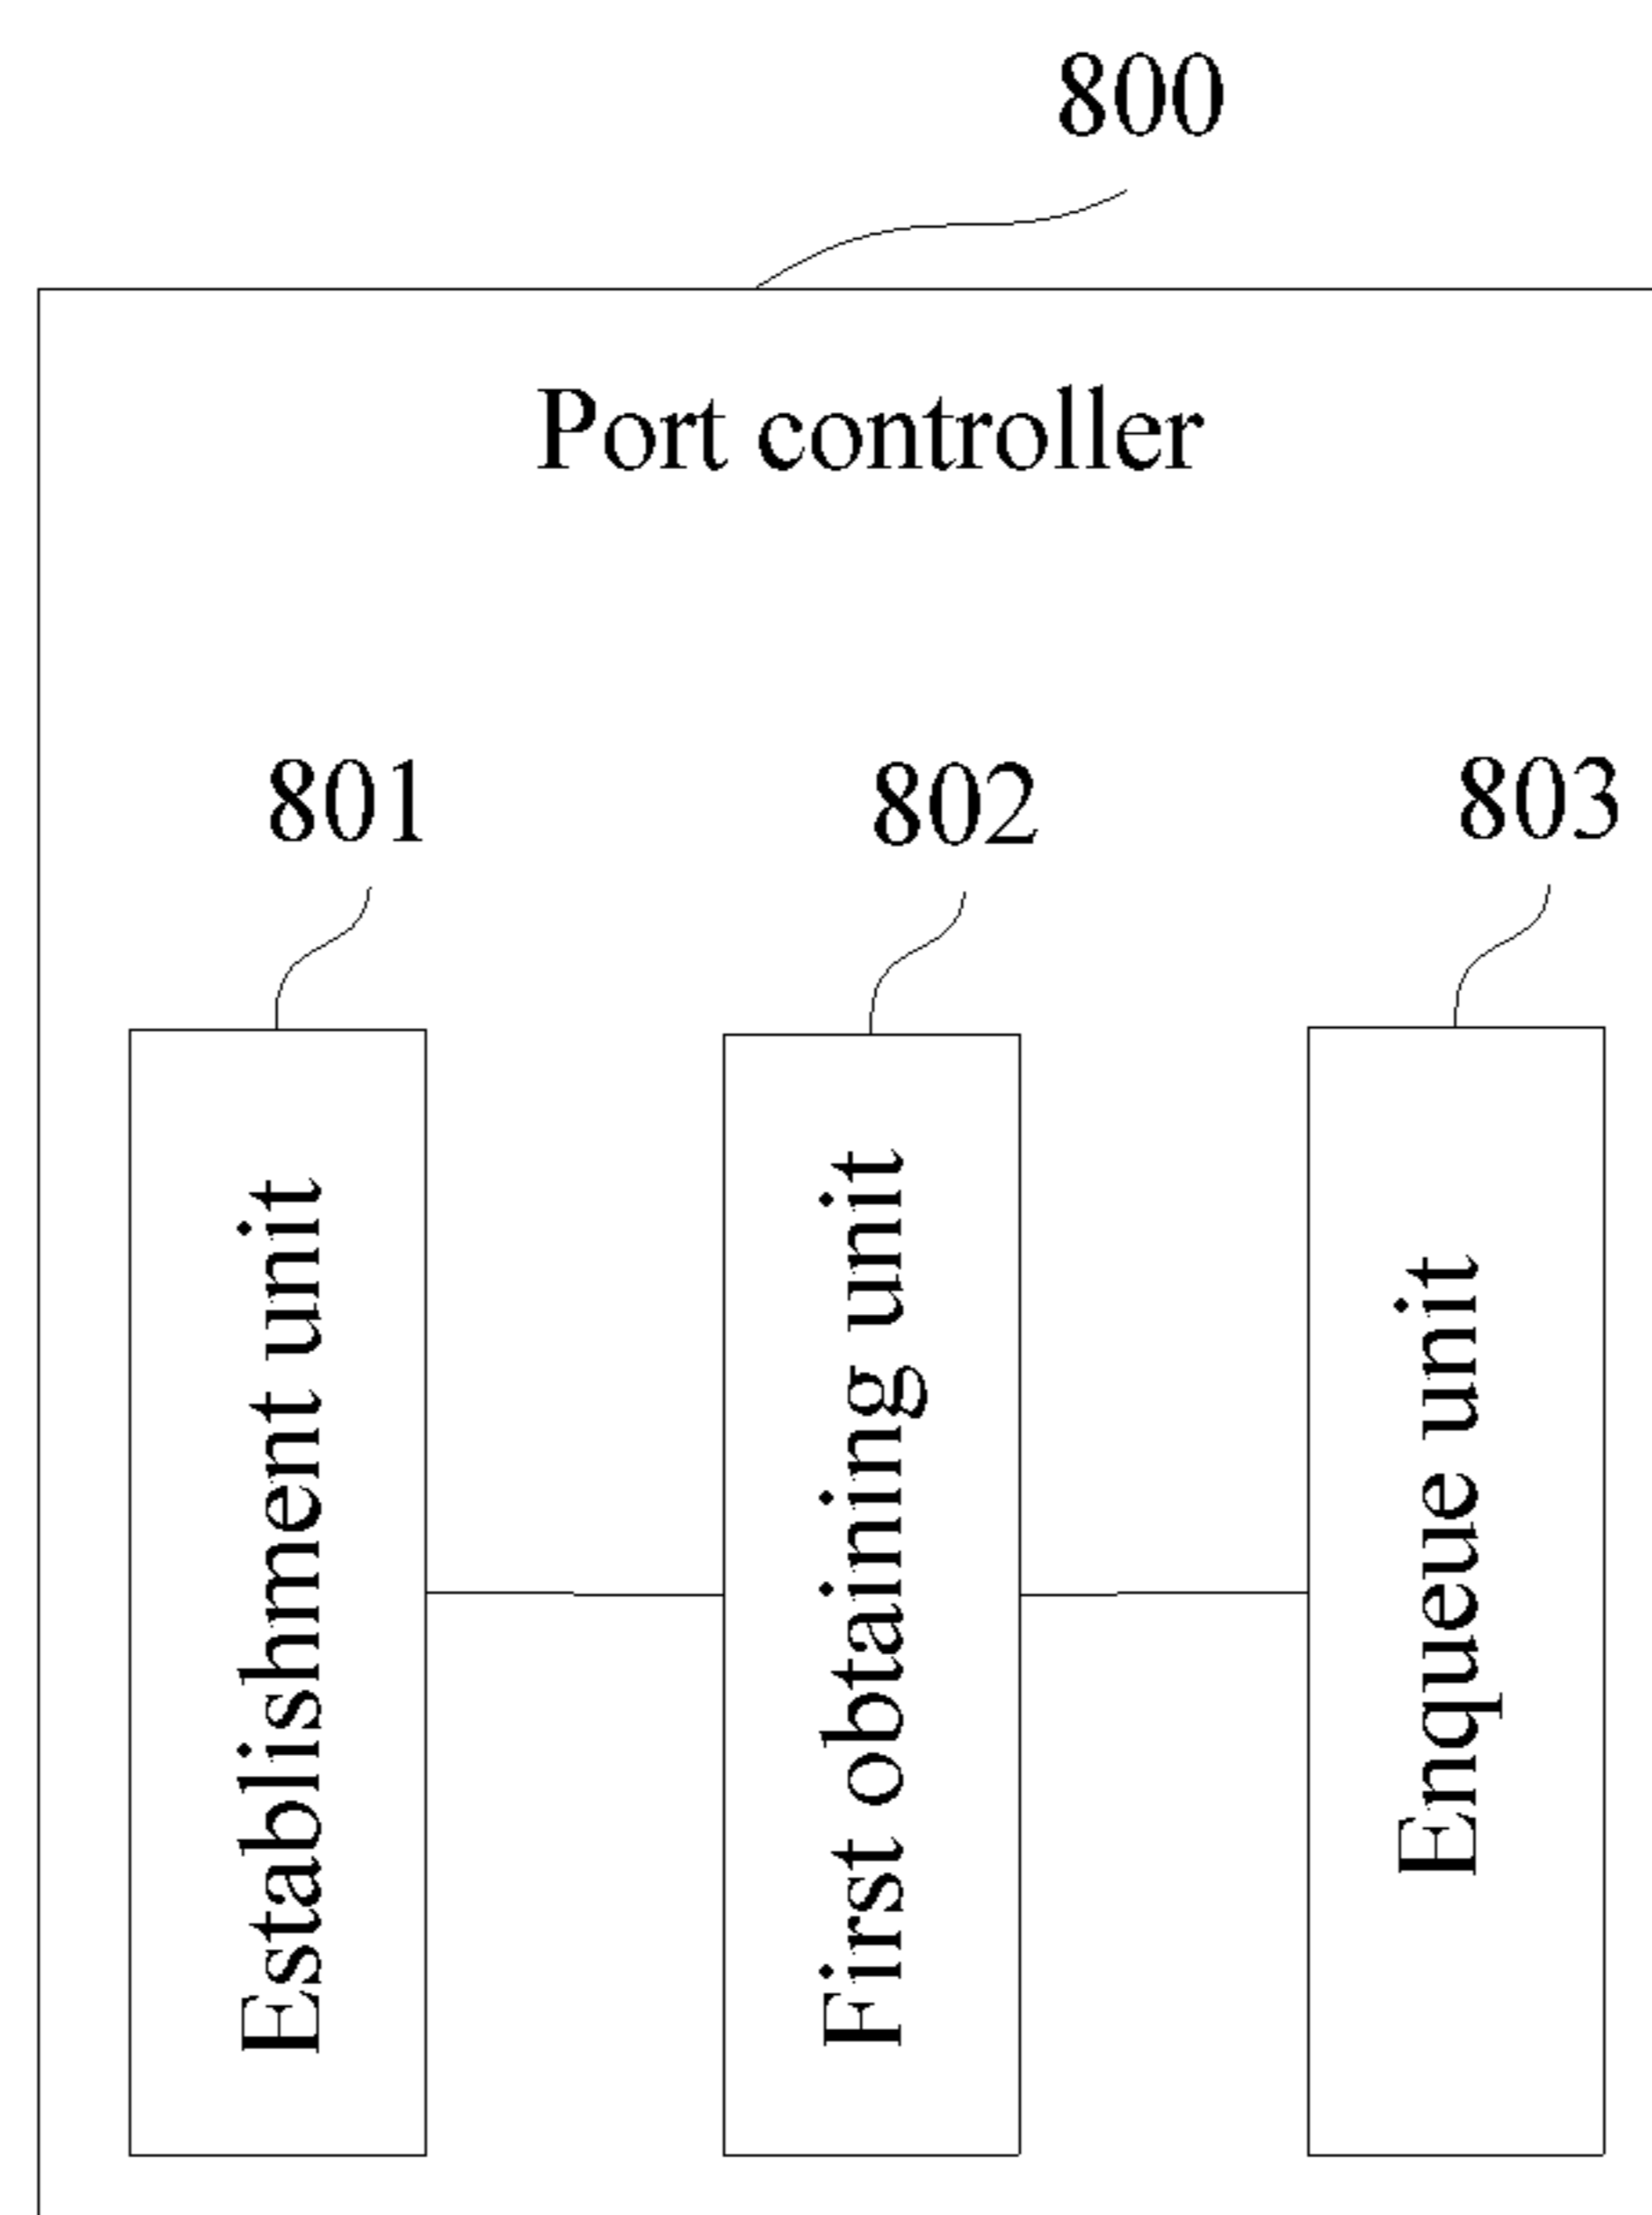 800
Port controller
801
802
803
Establishment unit
First obtaining unit
Enqueue unit